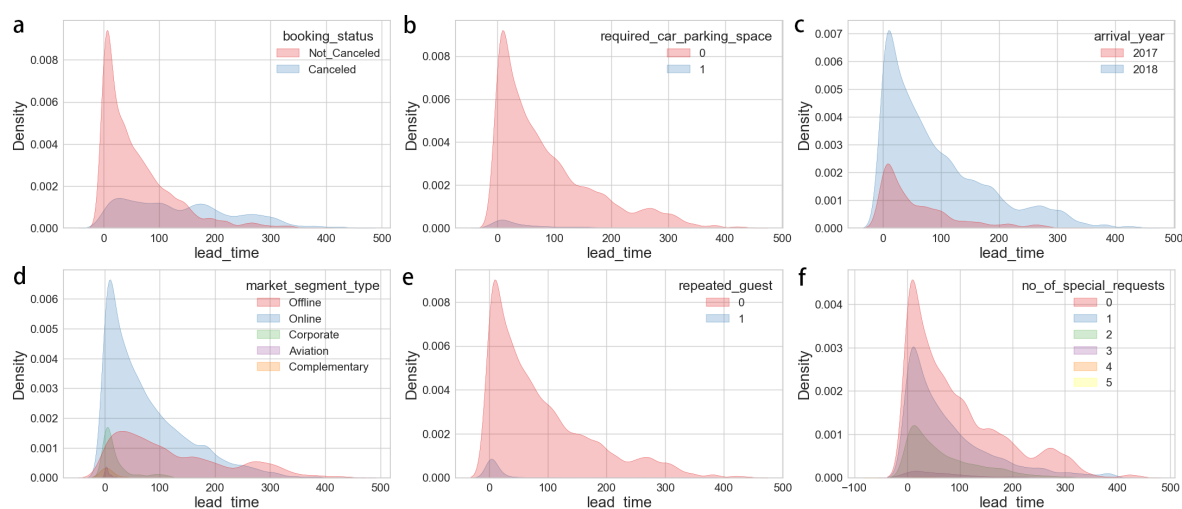 a
booking_status
Not_Canceled
Canceled
Density
0.008
0.006
0.004
0.002
0.000
0 100 200 300 400 500
lead_time
b
required_car_parking_space
0
1
Density
0.008
0.006
0.004
0.002
0.000
0 100 200 300 400 500
lead_time
c
arrival_year
2017
2018
Density
0.007
0.006
0.005
0.004
0.003
0.002
0.001
0.000
0 100 200 300 400 500
lead_time
d
market_segment_type
Offline
Online
Corporate
Aviation
Complementary
Density
0.006
0.005
0.004
0.003
0.002
0.001
0.000
0 100 200 300 400 500
lead_time
e
repeated_guest
0
1
Density
0.008
0.006
0.004
0.002
0.000
0 100 200 300 400 500
lead_time
f
no_of_special_requests
0
1
2
3
4
5
Density
0.004
0.003
0.002
0.001
0.000
−100 0 100 200 300 400 500
lead_time